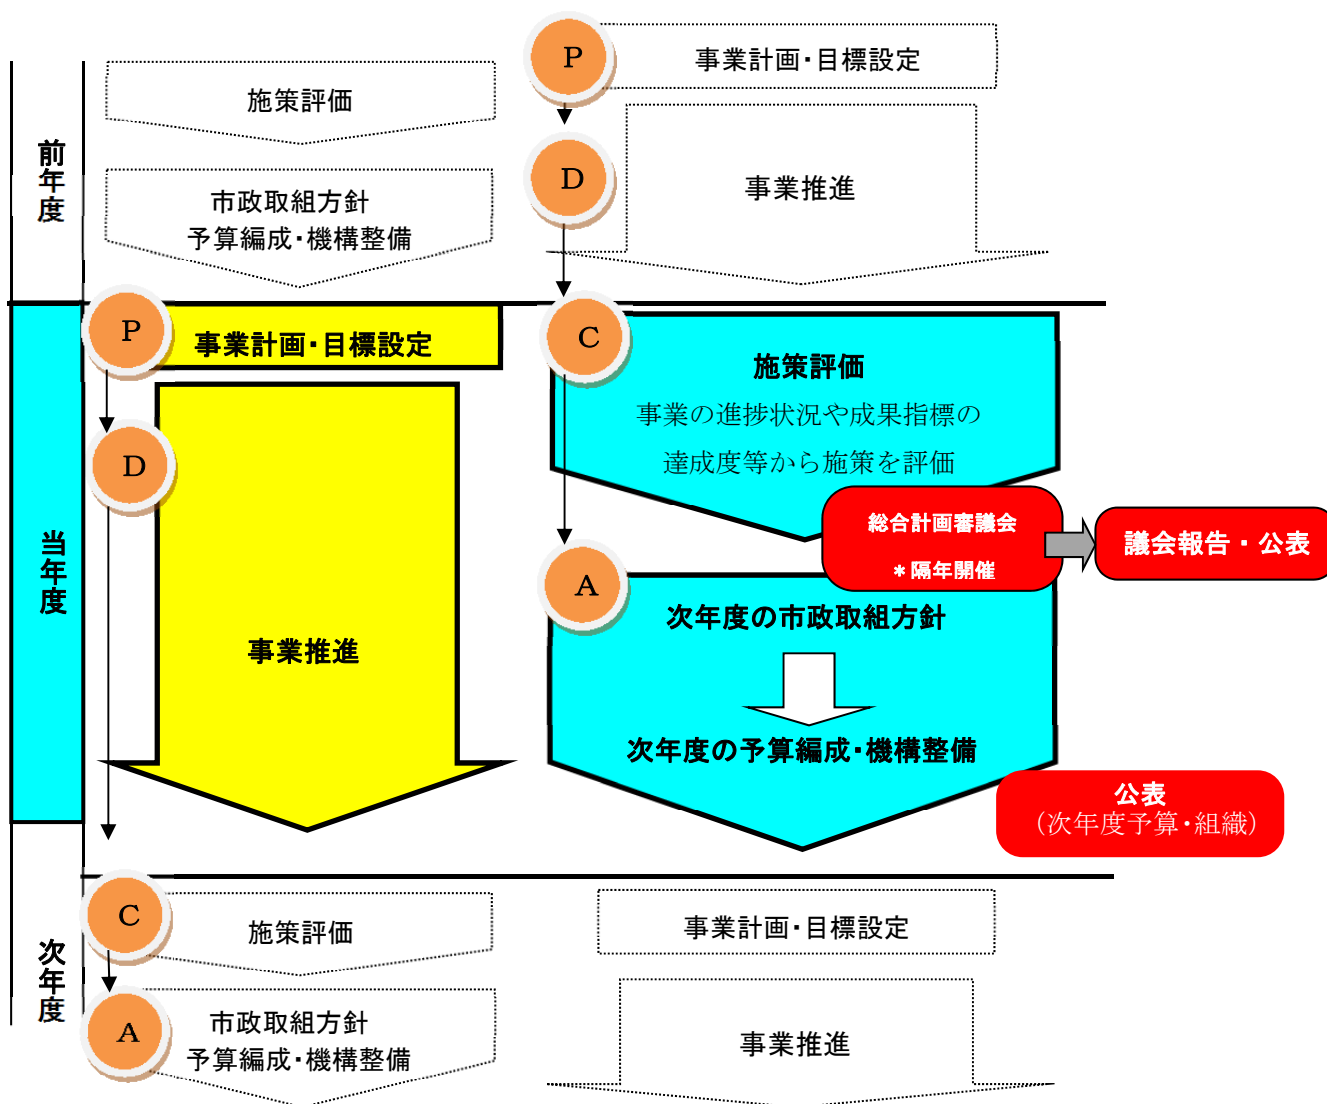 前年度
施策評価
市政取組方針
予算編成・機構整備
P
事業計画・目標設定
D
事業推進
当年度
P
事業計画・目標設定
D
事業推進
C
施策評価
事業の進捗状況や成果指標の
達成度等から施策を評価
総合計画審議会
＊隔年開催
議会報告・公表
A
次年度の市政取組方針
次年度の予算編成・機構整備
公表
（次年度予算・組織）
次年度
C
施策評価
A
市政取組方針
予算編成・機構整備
事業計画・目標設定
事業推進